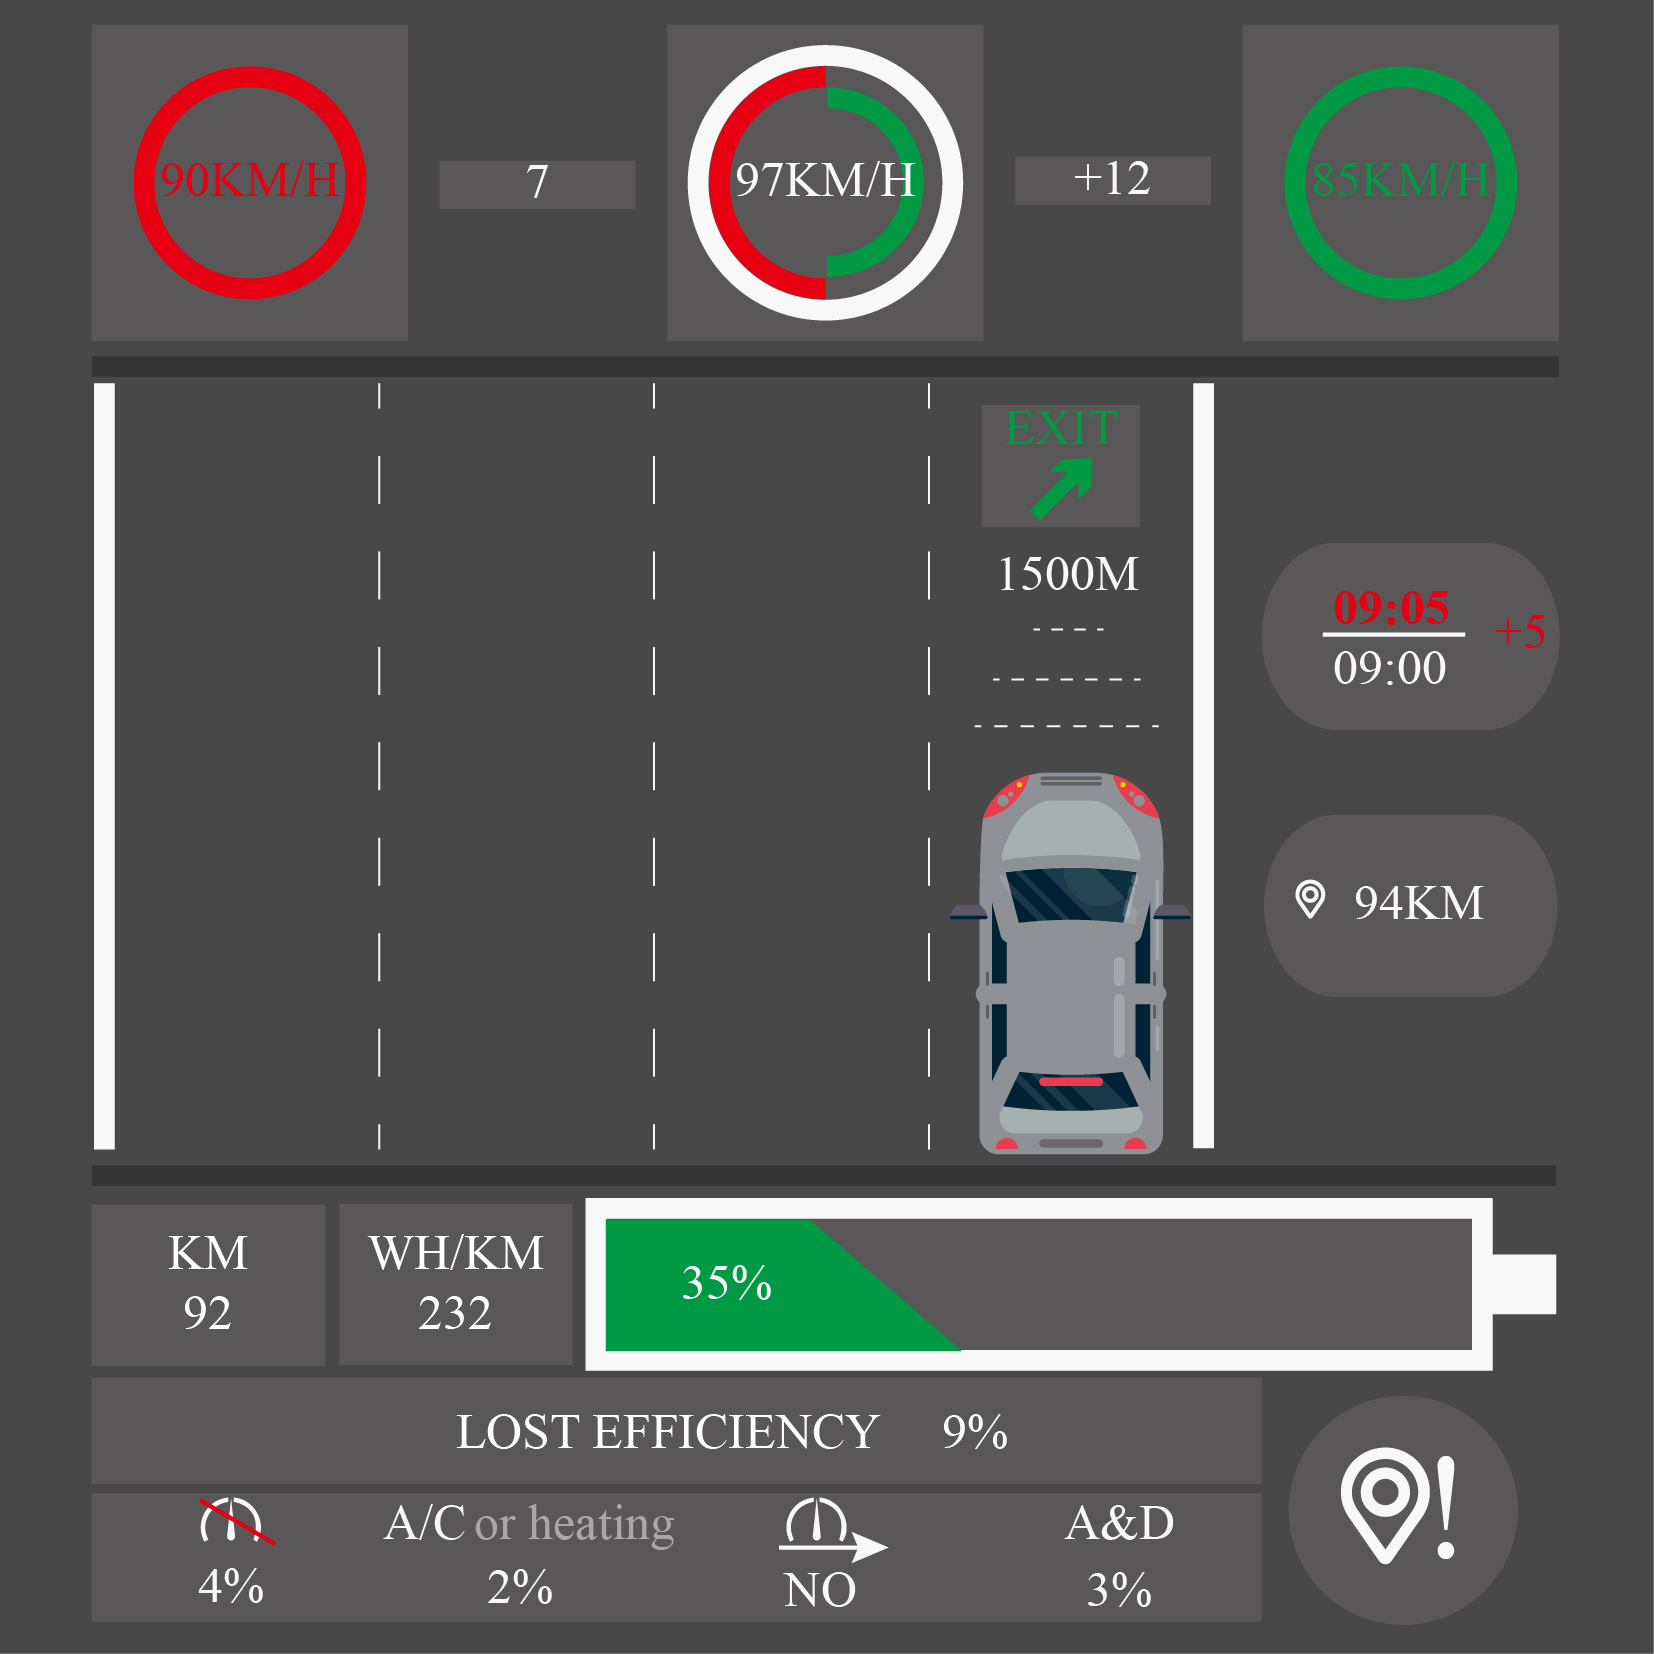 90KM/H
7
97KM/H
+12
85KM/H
EXIT
1500M
09:05
+5
09:00
94KM
KM
92
WH/KM
232
35%
LOST EFFICIENCY 9%
A/C or heating
A&D
4%
2%
NO
3%
!